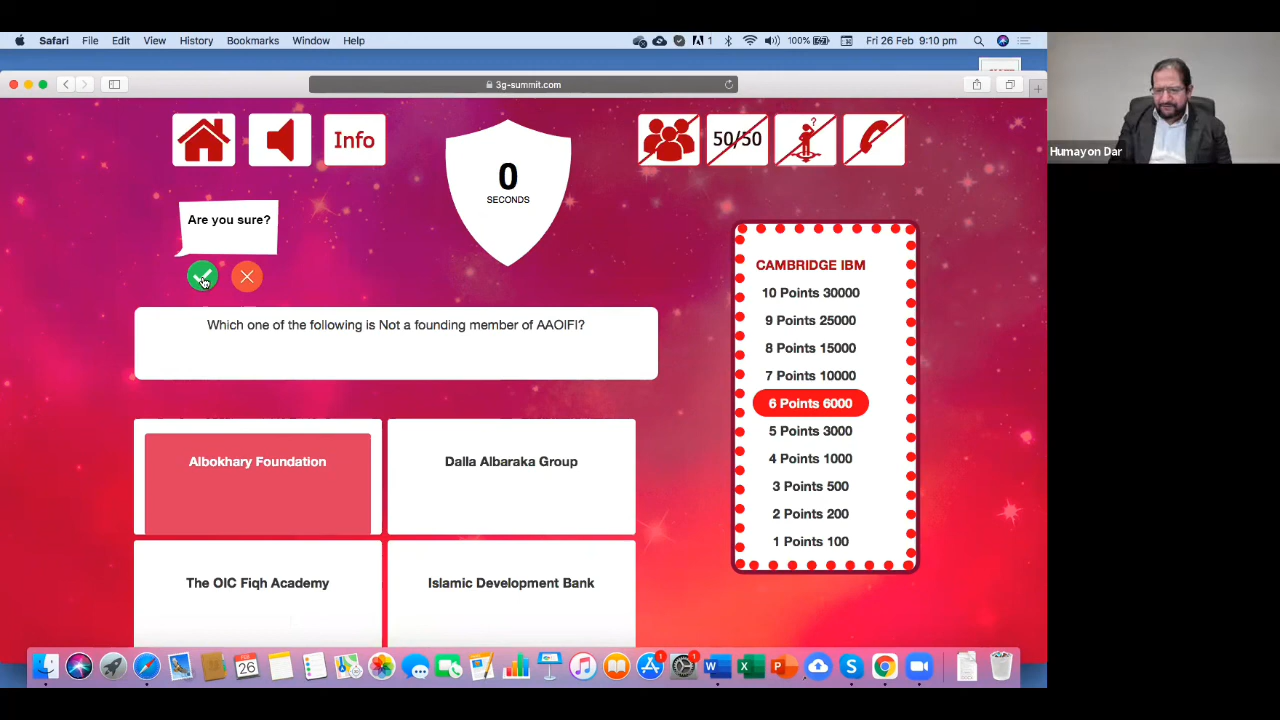 Safari File Edit View History Bookmarks Window Help
1 100% Fri 26 Feb 9:10 pm
3g-summit.com
Info
0
SECONDS
50/50
?
Humayon Dar
Are you sure?
Which one of the following is Not a founding member of AAOIFI?
Albokhary Foundation
Dalla Albaraka Group
The OIC Fiqh Academy
Islamic Development Bank
CAMBRIDGE IBM
10 Points 30000
9 Points 25000
8 Points 15000
7 Points 10000
6 Points 6000
5 Points 3000
4 Points 1000
3 Points 500
2 Points 200
1 Points 100
26
1
1